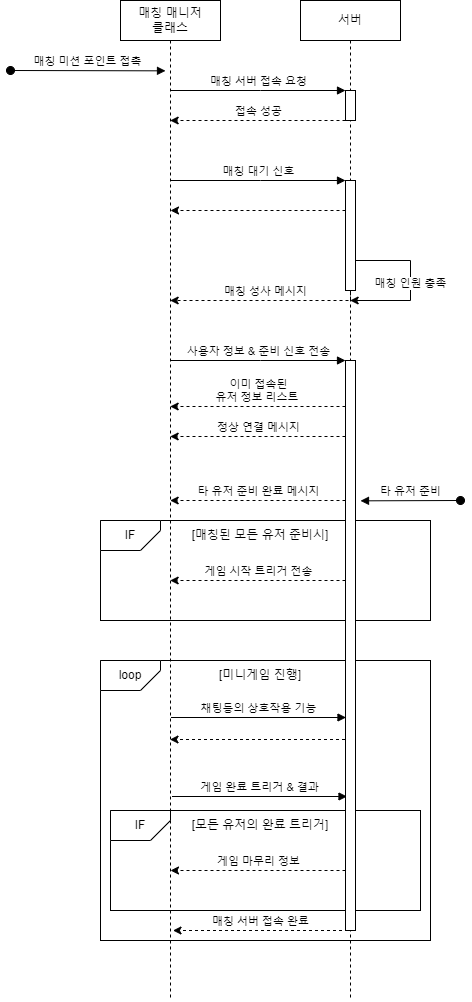 매칭 매니저
클래스
서버
매칭 미션 포인트 접촉
매칭 서버 접속 요청
접속 성공
매칭 대기 신호
매칭 인원 충족
매칭 성사 메시지
사용자 정보 & 준비 신호 전송
이미 접속된
유저 정보 리스트
정상 연결 메시지
타 유저 준비 완료 메시지
타 유저 준비
IF
[매칭된 모든 유저 준비시]
게임 시작 트리거 전송
loop
[미니게임 진행]
채팅등의 상호작용 기능
게임 완료 트리거 & 결과
IF
[모든 유저의 완료 트리거]
게임 마무리 정보
매칭 서버 접속 완료